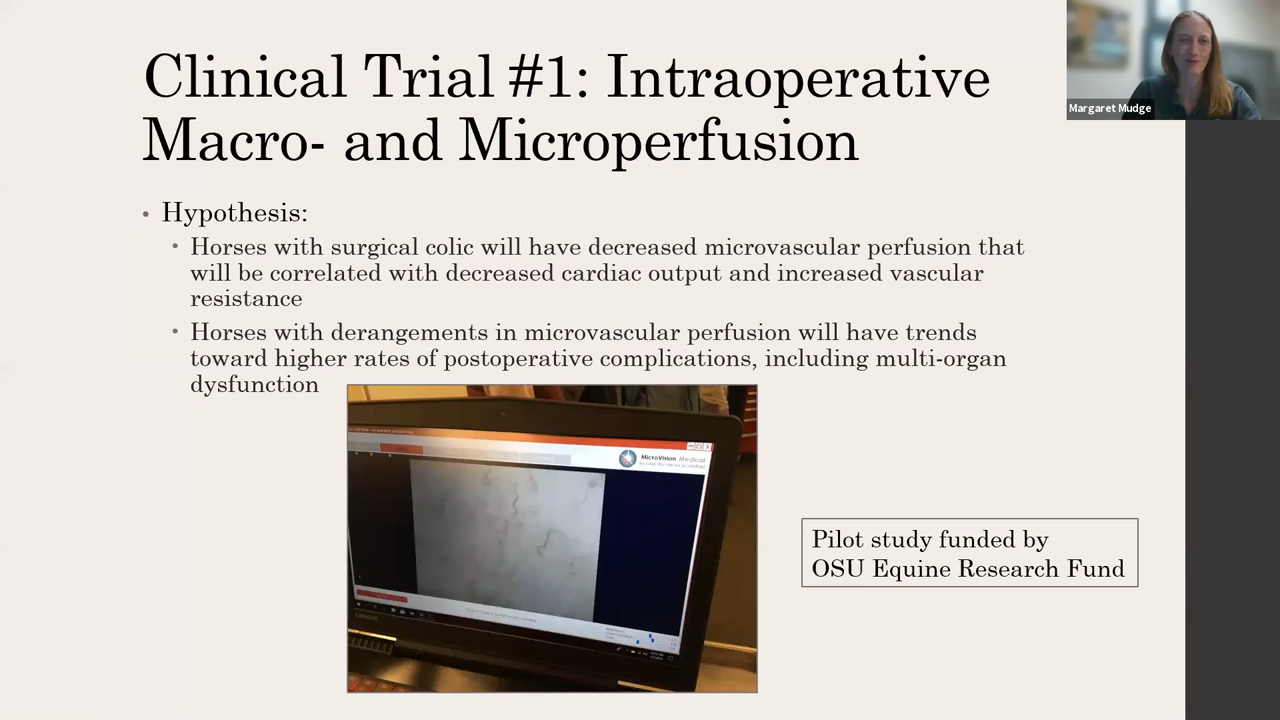 Clinical Trial #1: Intraoperative
Macro- and Microperfusion
Margaret Mudge
• Hypothesis:
• Horses with surgical colic will have decreased microvascular perfusion that
will be correlated with decreased cardiac output and increased vascular
resistance
• Horses with derangements in microvascular perfusion will have trends
toward higher rates of postoperative complications, including multi-organ
dysfunction
MicroVision Medical
Pilot study funded by
OSU Equine Research Fund
Lenovo